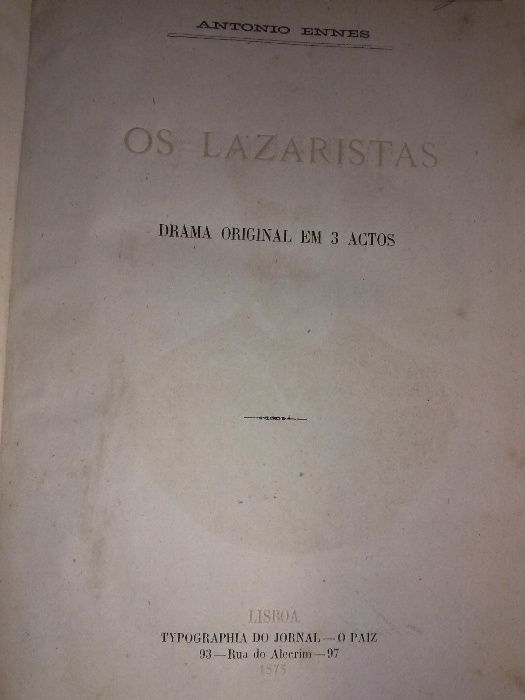 ANTONIO ENNES
OS LAZARISTAS
DRAMA ORIGINAL EM 3 ACTOS
LISBOA
TYPOGRAPHIA DO JORNAL—O PAIZ
93—Rua do Alecrim—97
1875